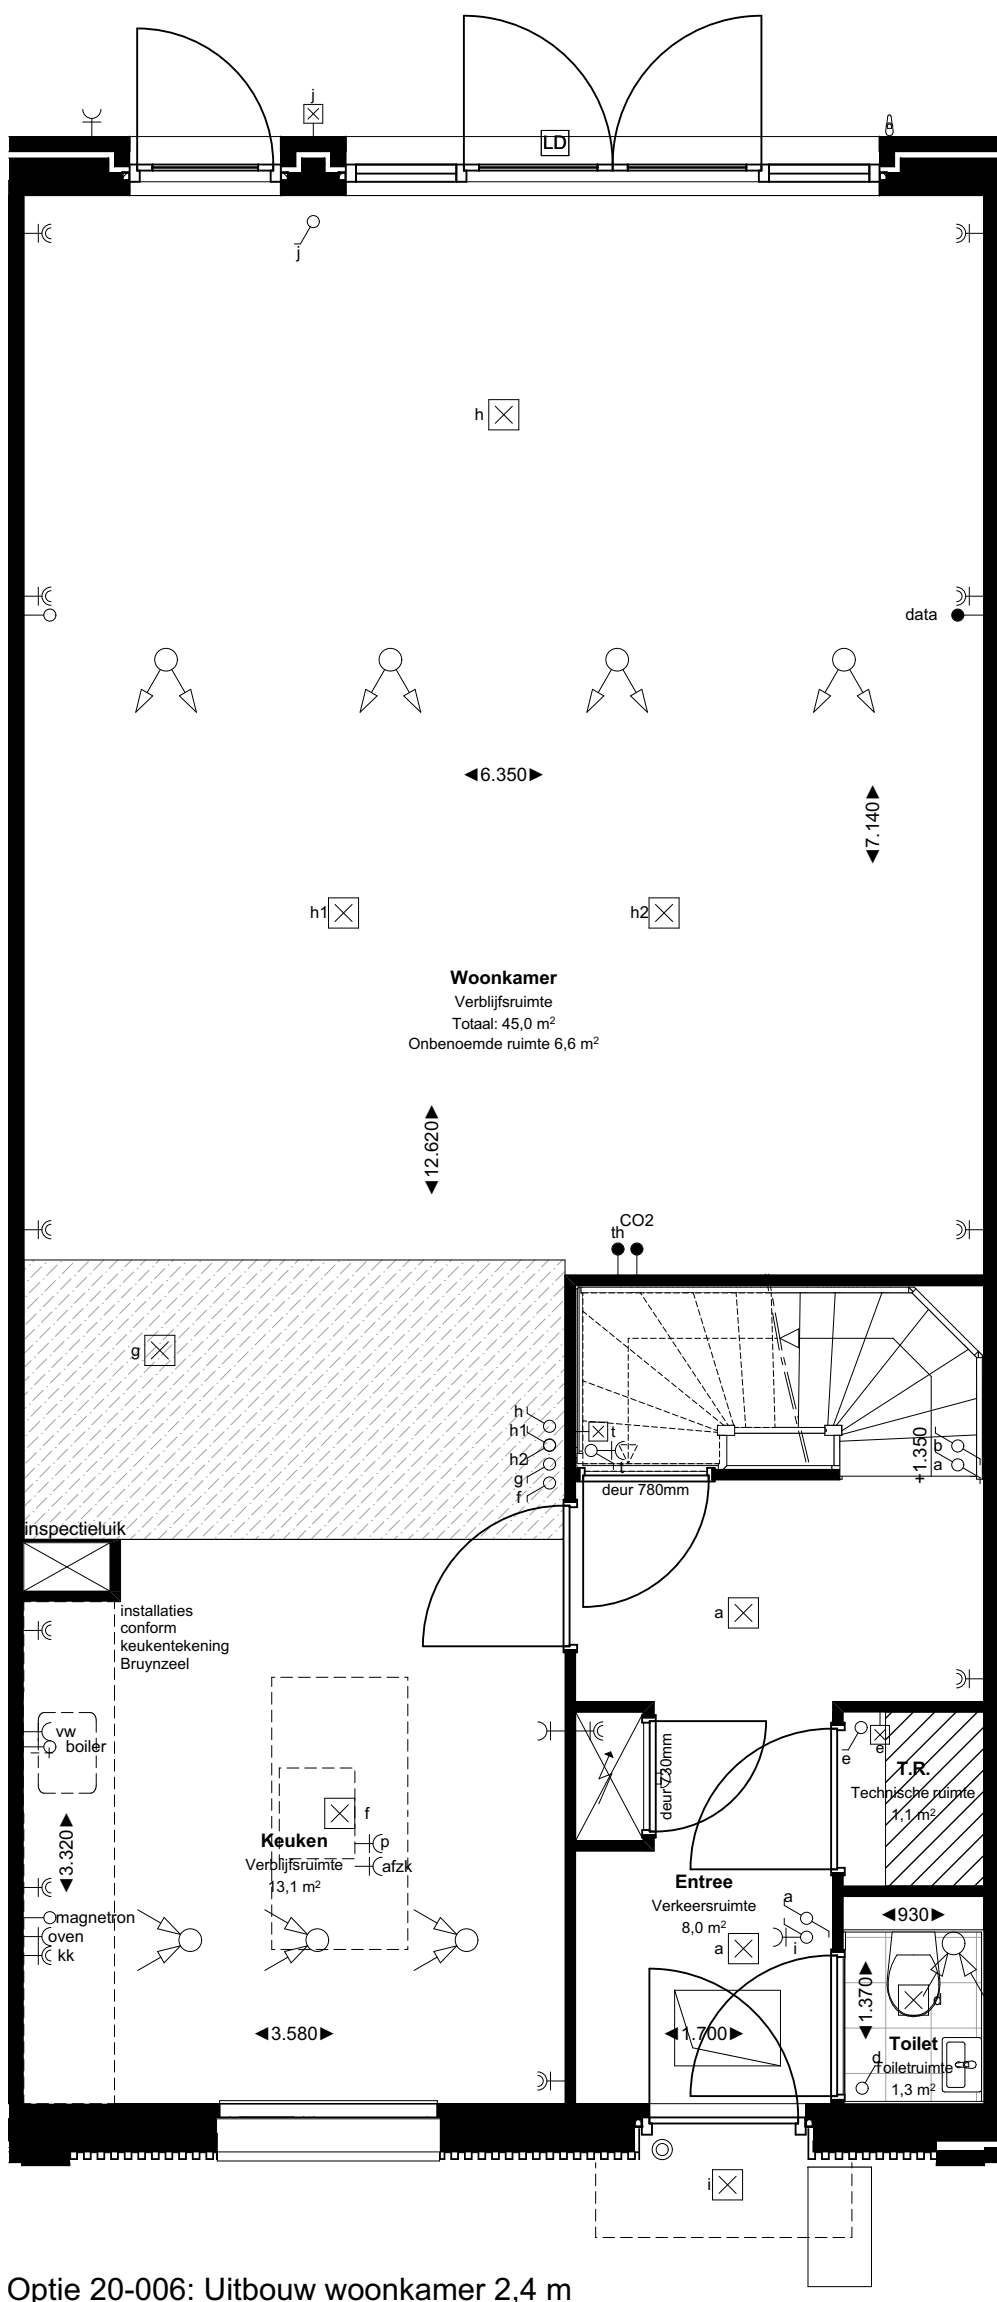 j
LD
j
h
data
6.350
7.140
h1
h2
Woonkamer
Verblijfsruimte
Totaal: 45,0 m²
Onbenoemde ruimte 6,6 m²
12.620
CO2
th
g
h
h1
h2
g
f
t
t
+1.350
b
a
deur 780mm
inspectieluik
installaties
conform
keukentekening
Bruynzeel
a
vw
boiler
deur 730mm
e
e
T.R.
Technische ruimte
1,1 m²
f
p
afzk
Keuken
Verblijfsruimte
13,1 m²
3.320
magnetron
oven
kk
Entree
Verkeersruimte
8,0 m²
a
i
a
930
1.370
d
3.580
1.700
Toilet
Toiletruimte
1,3 m²
d
i
Optie 20-006: Uitbouw woonkamer 2,4 m